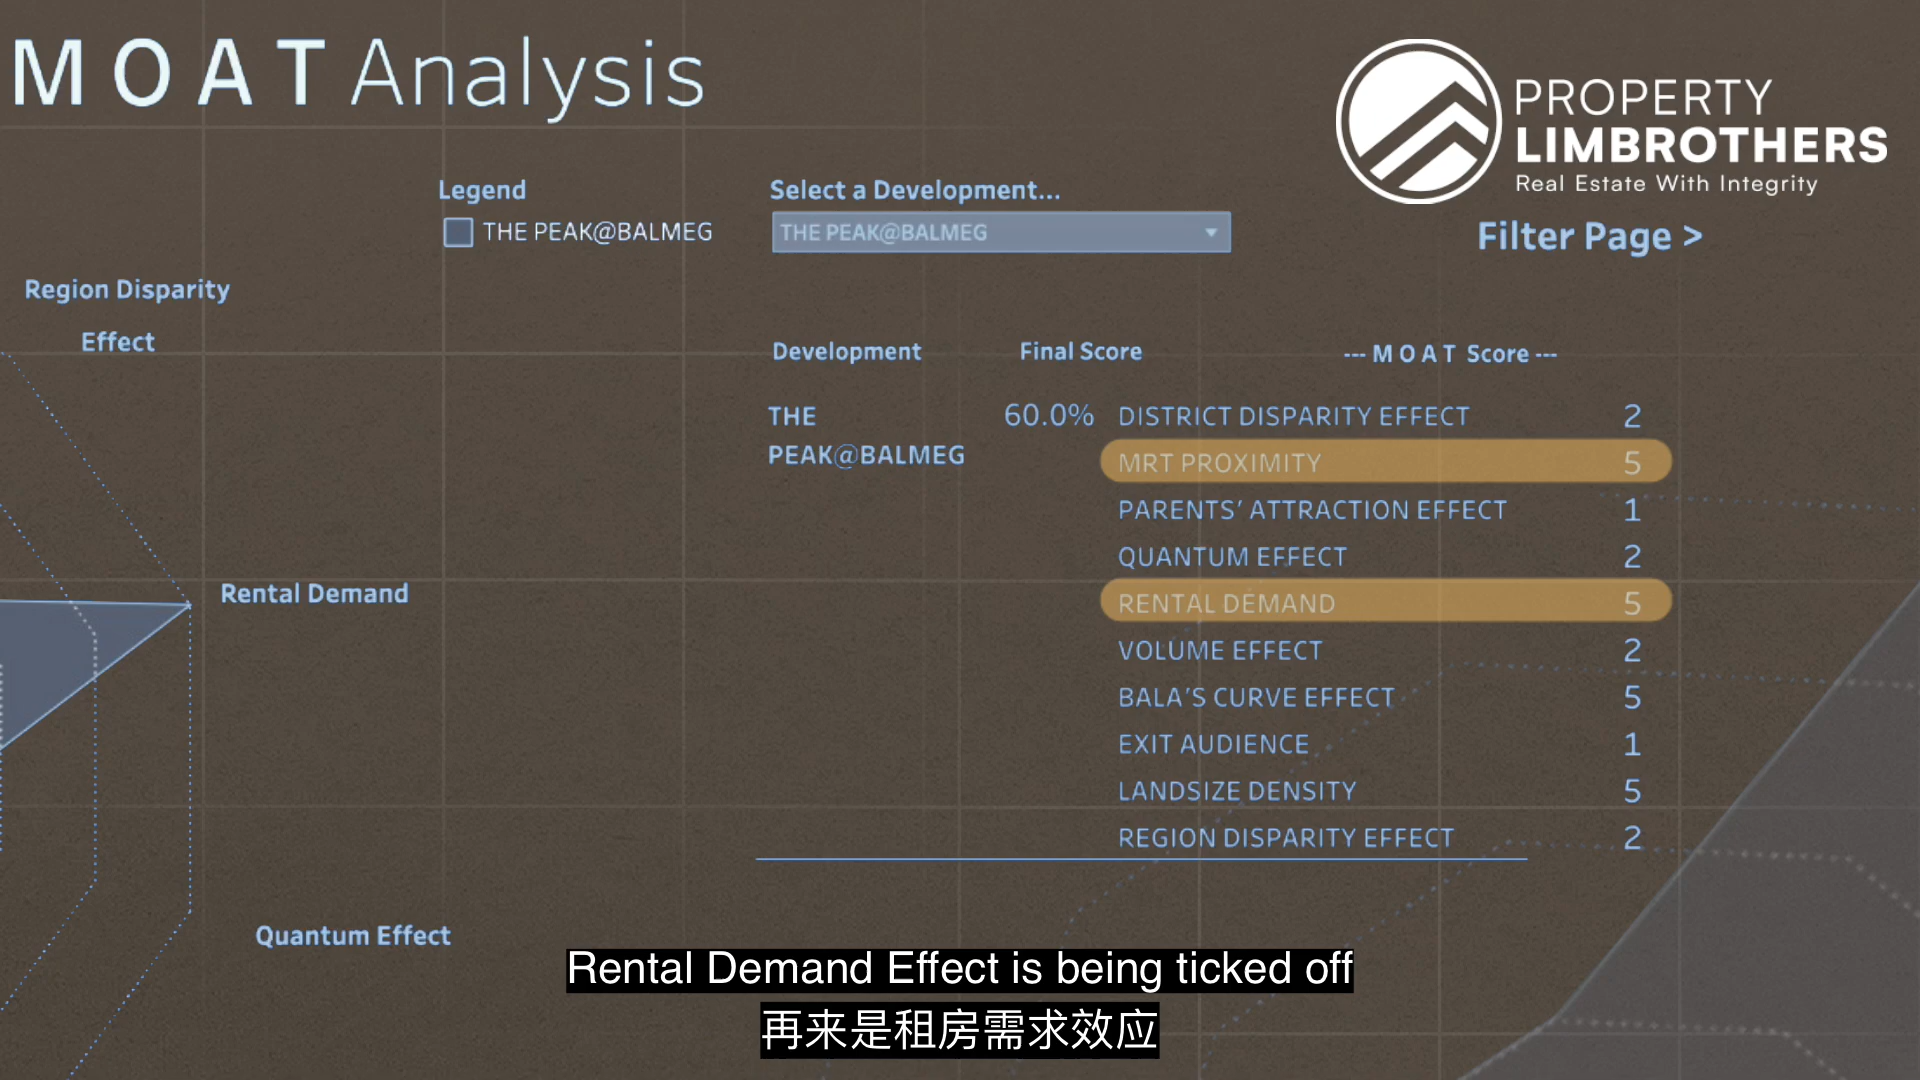 MOAT Analysis
PROPERTY
LIMBROTHERS
Real Estate With Integrity
Legend
THE PEAK@BALMEG
Select a Development...
THE PEAK@BALMEG
Filter Page >
Region Disparity
Effect
Rental Demand
Quantum Effect
Development Final Score --- M O A T Score ---
THE
PEAK@BALMEG
60.0%
DISTRICT DISPARITY EFFECT 2
MRT PROXIMITY 5
PARENTS' ATTRACTION EFFECT 1
QUANTUM EFFECT 2
RENTAL DEMAND 5
VOLUME EFFECT 2
BALA'S CURVE EFFECT 5
EXIT AUDIENCE 1
LANDSIZE DENSITY 5
REGION DISPARITY EFFECT 2
Rental Demand Effect is being ticked off
再来是租房需求效应